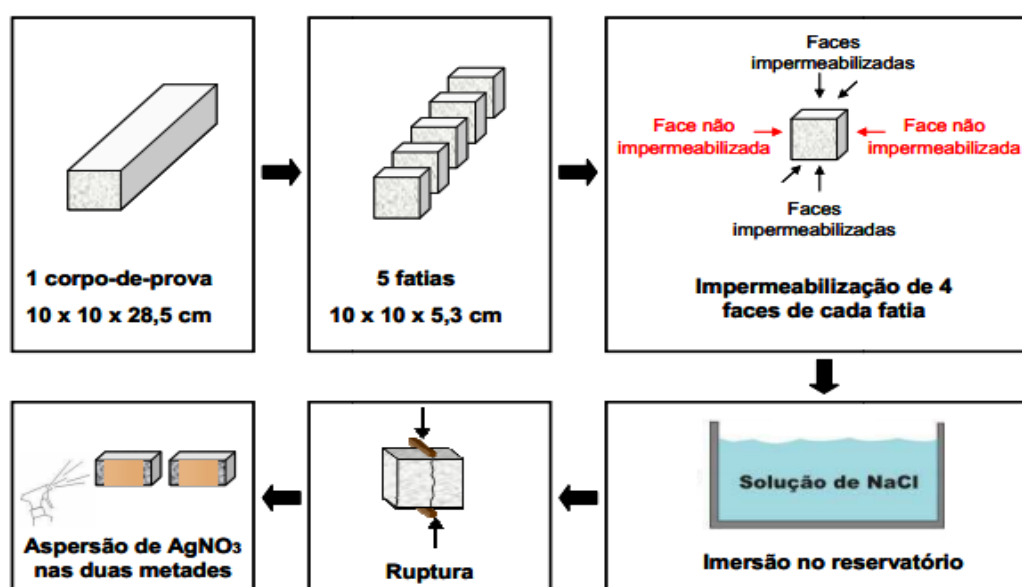 1 corpo-de-prova
10 x 10 x 28,5 cm
5 fatias
10 x 10 x 5,3 cm
Faces
impermeabilizadas
Face não
impermeabilizada
Face não
impermeabilizada
Faces
impermeabilizadas
Impermeabilização de 4
faces de cada fatia
Aspersão de AgNO₃
nas duas metades
Ruptura
Solução de NaCl
Imersão no reservatório